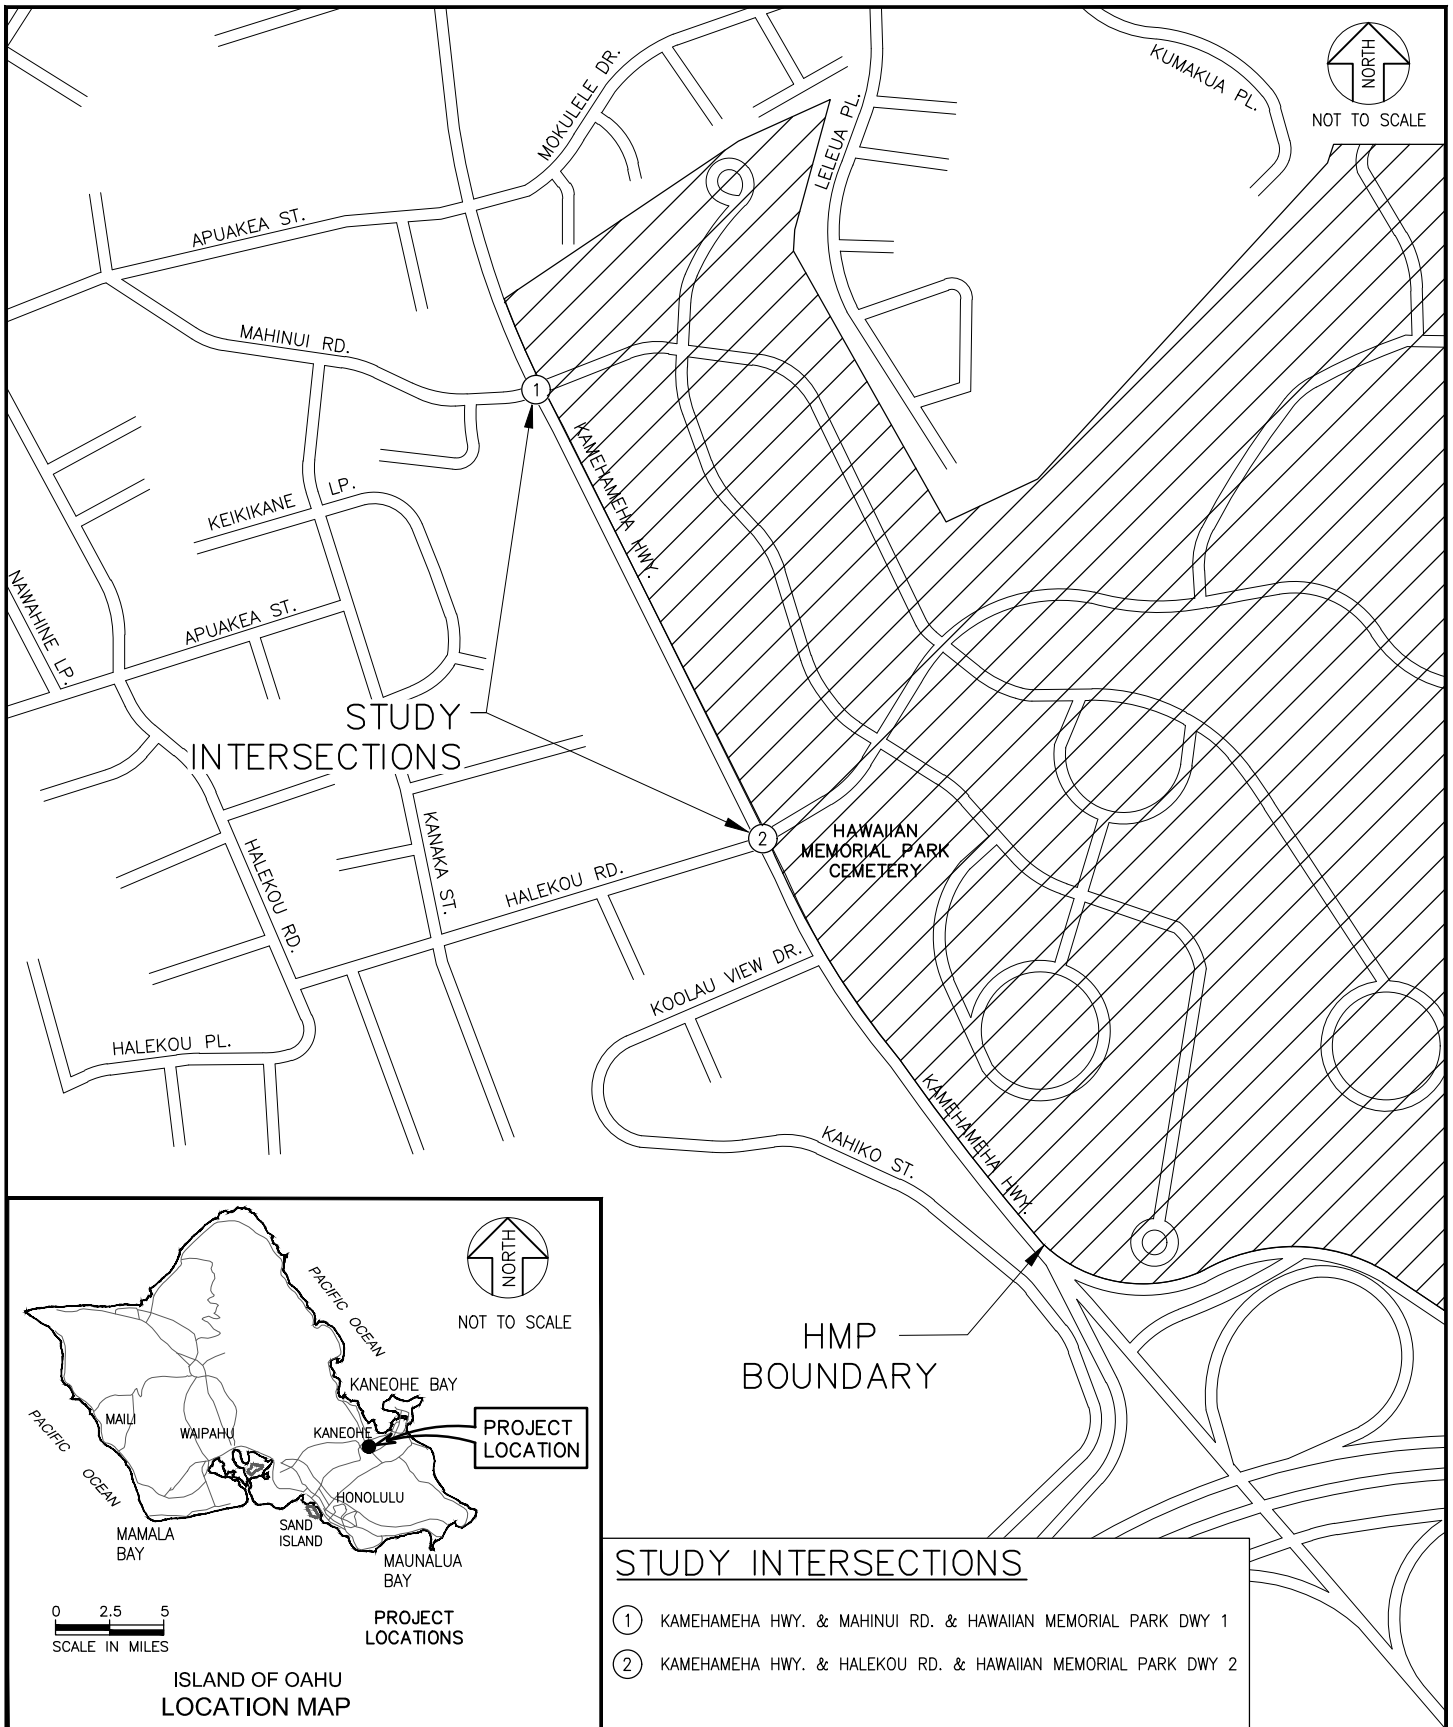 KUMAKUA PL.
NORTH
NOT TO SCALE
MOKULELE DR.
LELEUA PL.
APUAKEA ST.
MAHINUI RD.
1
KAMEHAMEHA HWY.
KEIKIKANE LP.
NAWAHINE LP.
APUAKEA ST.
STUDY
INTERSECTIONS
2
HAWAIIAN
MEMORIAL PARK
CEMETERY
KANAKA ST.
HALEKOU RD.
HALEKOU RD.
KOOLAU VIEW DR.
HALEKOU PL.
KAMEHAMEHA HWY.
KAHIKO ST.
HMP
BOUNDARY
NORTH
NOT TO SCALE
PACIFIC OCEAN
KANEOHE BAY
MAILI
WAIPAHU
KANEOHE
PROJECT
LOCATION
PACIFIC OCEAN
HONOLULU
SAND
ISLAND
MAMALA
BAY
MAUNALUA
BAY
0 2.5 5
SCALE IN MILES
PROJECT
LOCATIONS
ISLAND OF OAHU
LOCATION MAP
STUDY INTERSECTIONS
1 KAMEHAMEHA HWY. & MAHINUI RD. & HAWAIIAN MEMORIAL PARK DWY 1
2 KAMEHAMEHA HWY. & HALEKOU RD. & HAWAIIAN MEMORIAL PARK DWY 2